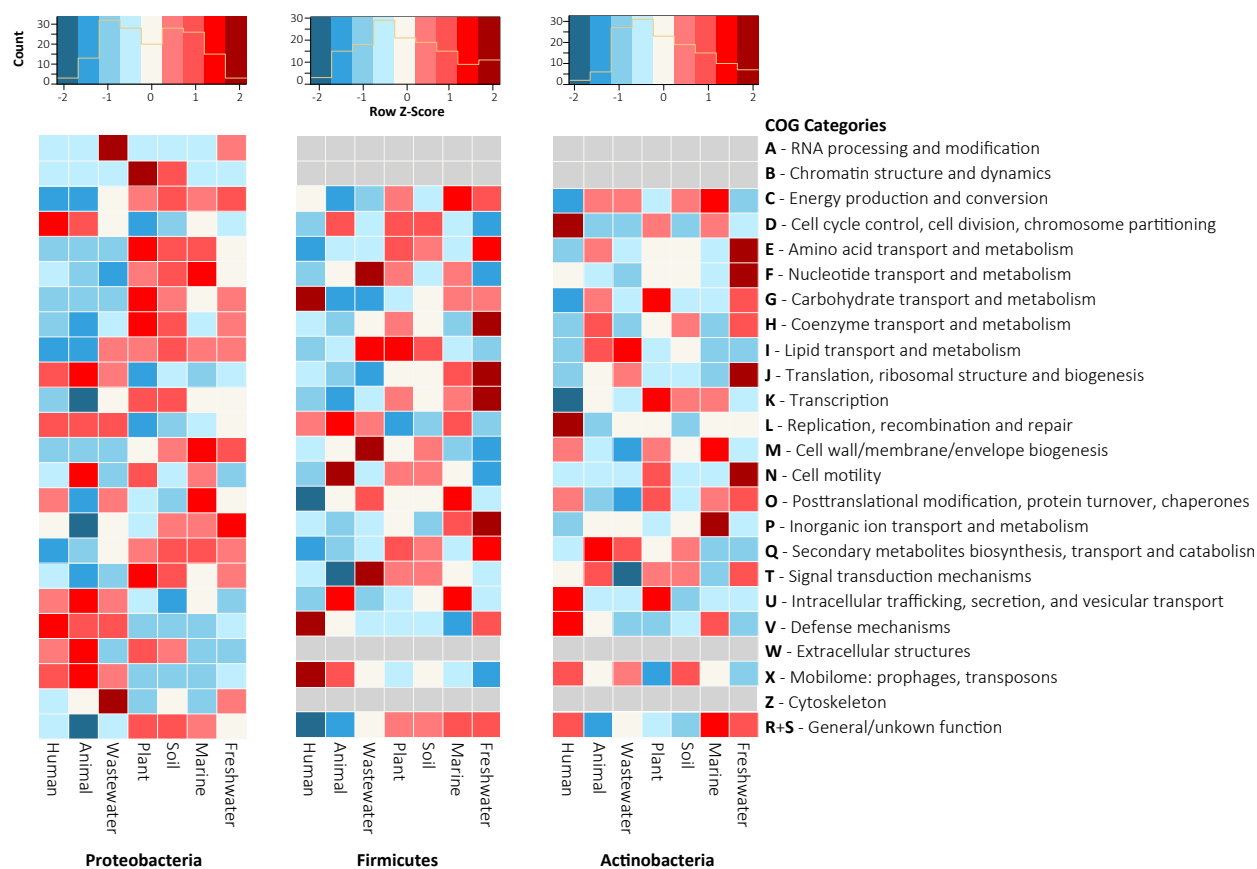 Count
30
20
10
0
-2 -1 0 1 2
30
20
10
0
-2 -1 0 1 2
Row Z-Score
30
20
10
0
-2 -1 0 1 2
COG Categories
A - RNA processing and modification
B - Chromatin structure and dynamics
C - Energy production and conversion
D - Cell cycle control, cell division, chromosome partitioning
E - Amino acid transport and metabolism
F - Nucleotide transport and metabolism
G - Carbohydrate transport and metabolism
H - Coenzyme transport and metabolism
I - Lipid transport and metabolism
J - Translation, ribosomal structure and biogenesis
K - Transcription
L - Replication, recombination and repair
M - Cell wall/membrane/envelope biogenesis
N - Cell motility
O - Posttranslational modification, protein turnover, chaperones
P - Inorganic ion transport and metabolism
Q - Secondary metabolites biosynthesis, transport and catabolism
T - Signal transduction mechanisms
U - Intracellular trafficking, secretion, and vesicular transport
V - Defense mechanisms
W - Extracellular structures
X - Mobilome: prophages, transposons
Z - Cytoskeleton
R+S - General/unkown function
Human
Animal
Wastewater
Plant
Soil
Marine
Freshwater
Human
Animal
Wastewater
Plant
Soil
Marine
Freshwater
Human
Animal
Wastewater
Plant
Soil
Marine
Freshwater
Proteobacteria
Firmicutes
Actinobacteria